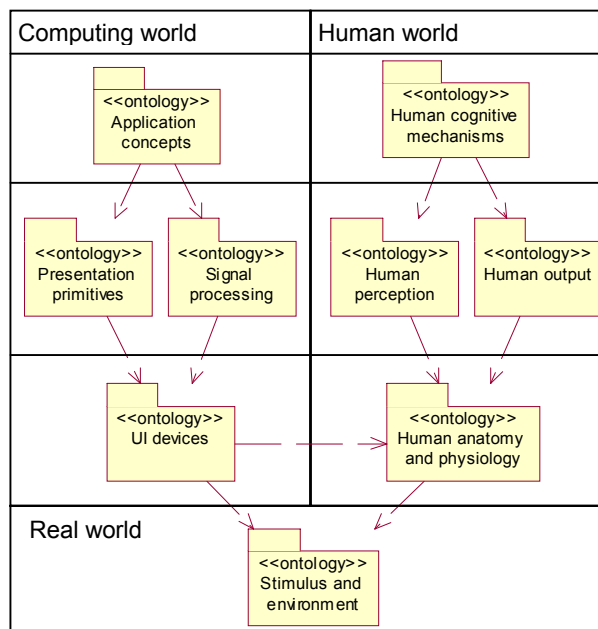 Computing world
Human world
<<ontology>>
Application
concepts
<<ontology>>
Human cognitive
mechanisms
<<ontology>>
Presentation
primitives
<<ontology>>
Signal
processing
<<ontology>>
Human
perception
<<ontology>>
Human output
<<ontology>>
UI devices
<<ontology>>
Human anatomy
and physiology
Real world
<<ontology>>
Stimulus and
environment